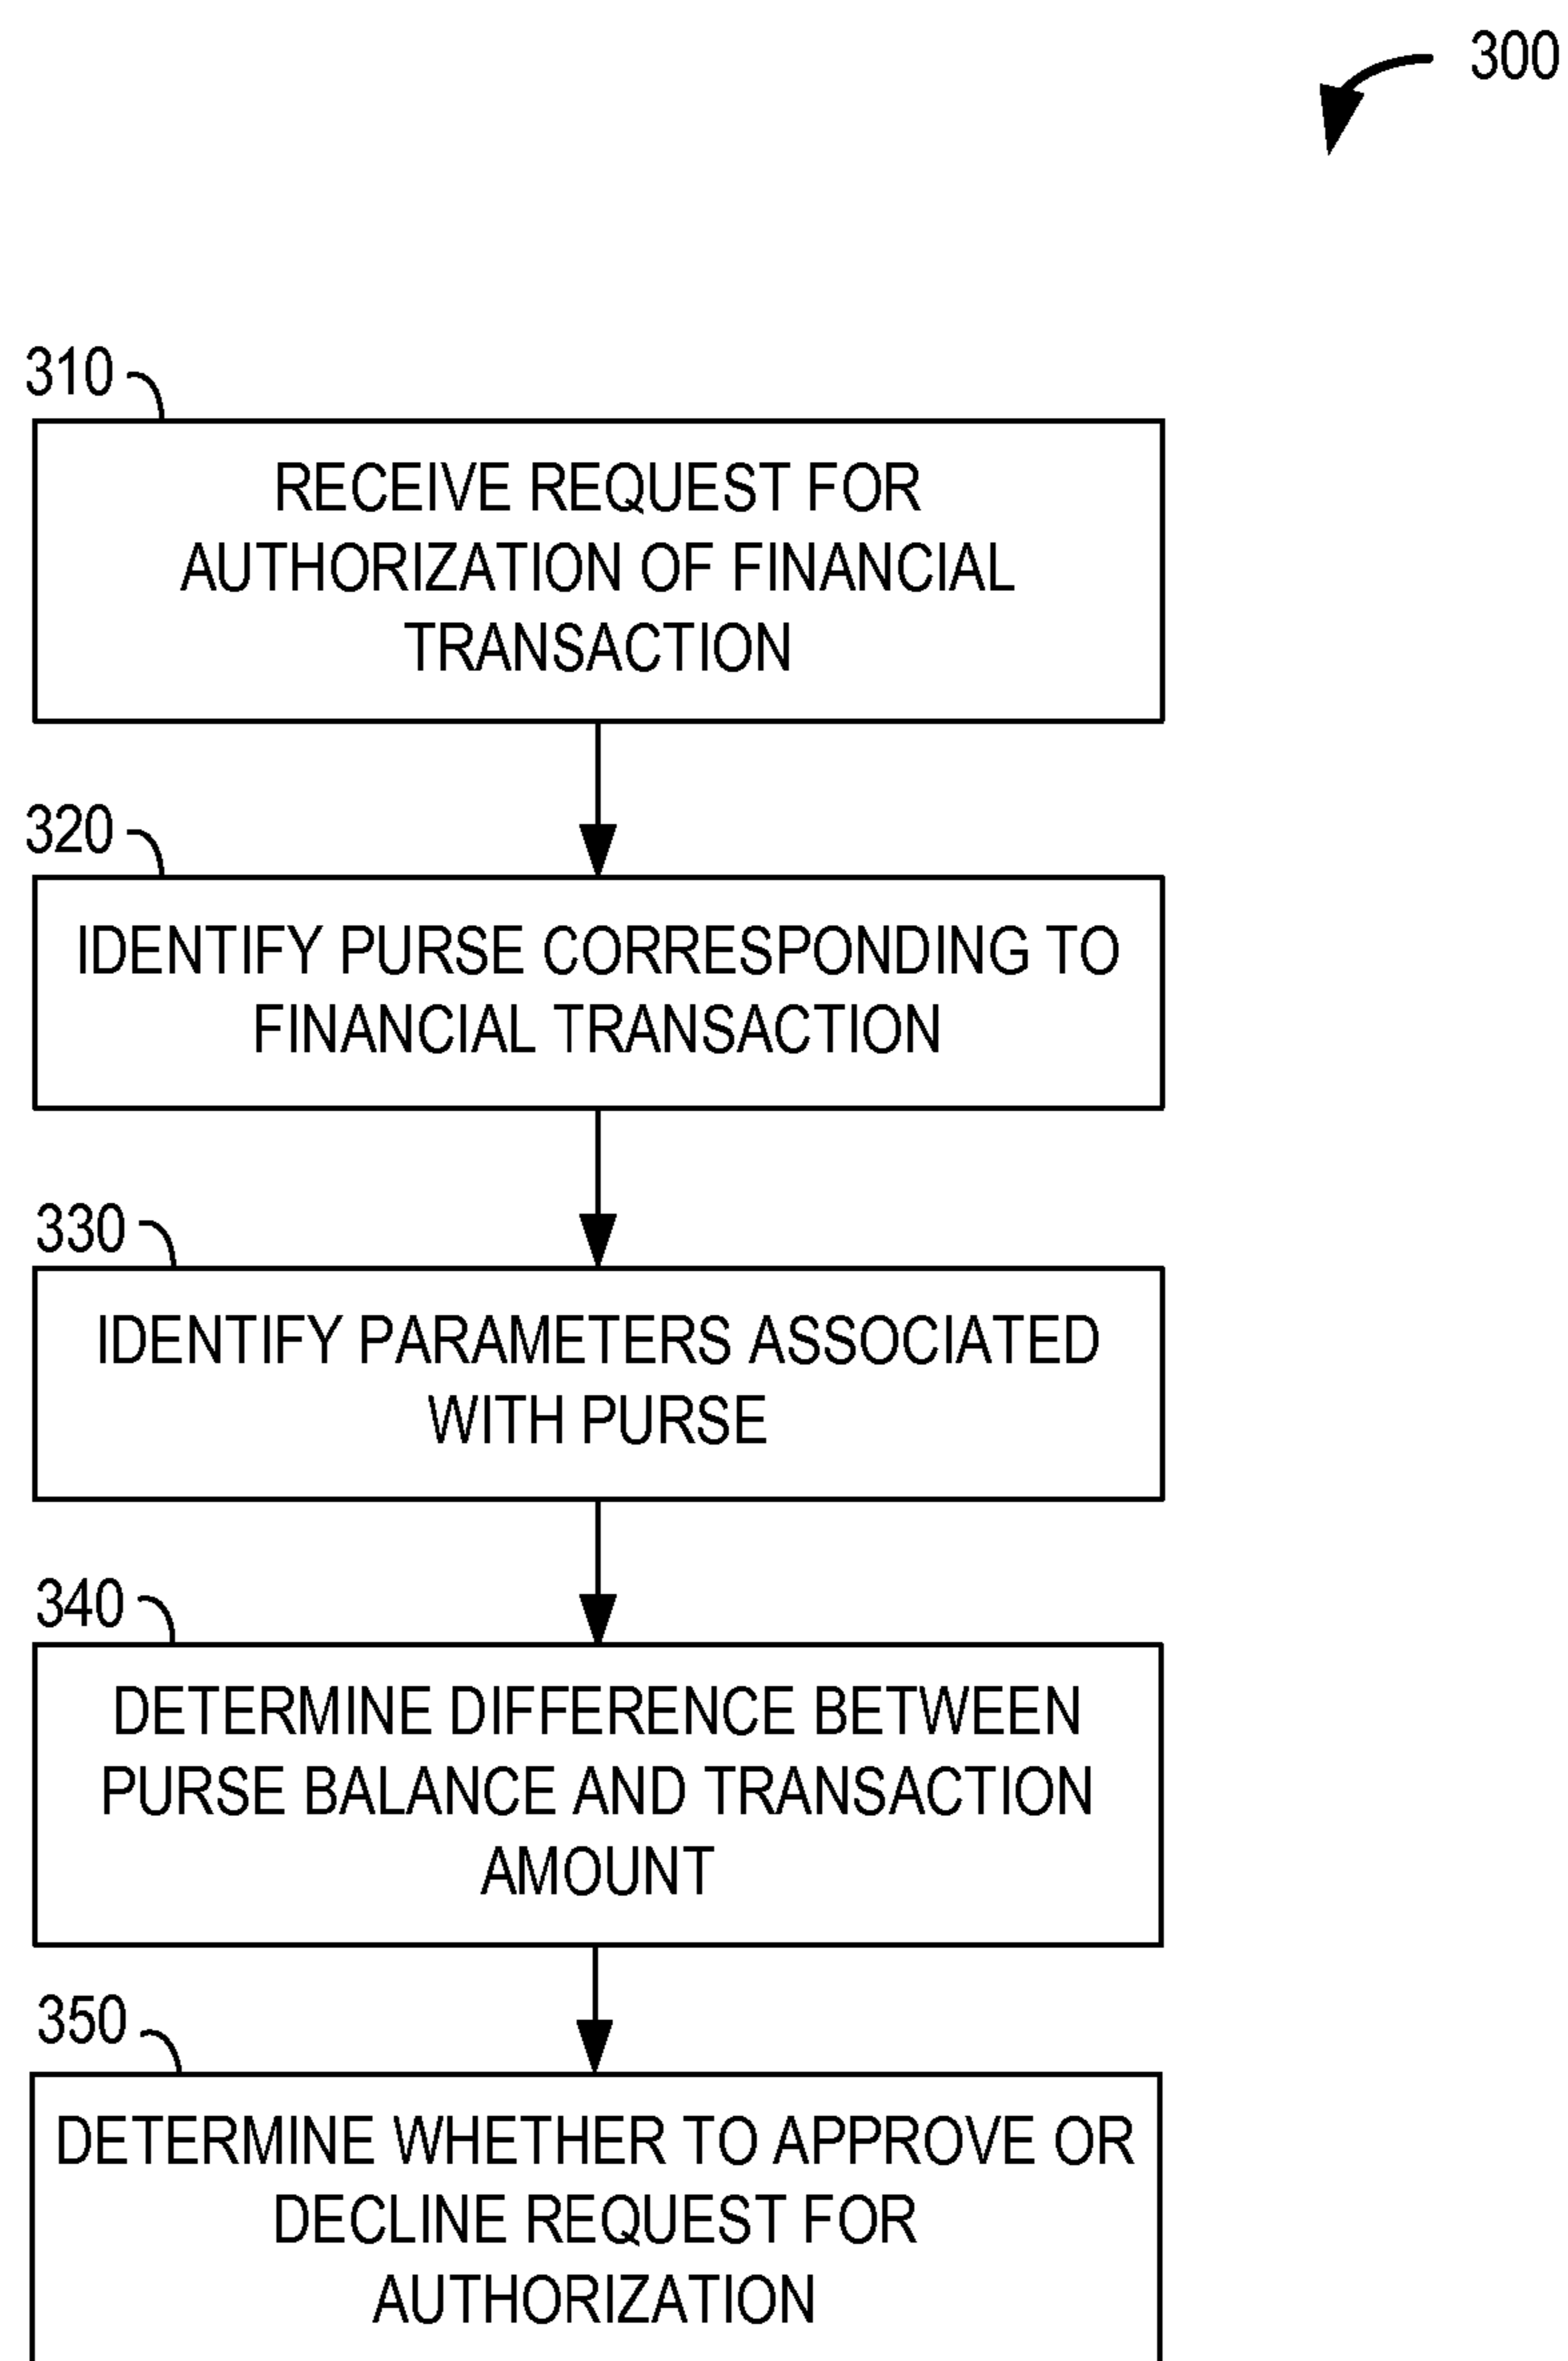 300
310
RECEIVE REQUEST FOR
AUTHORIZATION OF FINANCIAL
TRANSACTION
320
IDENTIFY PURSE CORRESPONDING TO
FINANCIAL TRANSACTION
330
IDENTIFY PARAMETERS ASSOCIATED
WITH PURSE
340
DETERMINE DIFFERENCE BETWEEN
PURSE BALANCE AND TRANSACTION
AMOUNT
350
DETERMINE WHETHER TO APPROVE OR
DECLINE REQUEST FOR
AUTHORIZATION